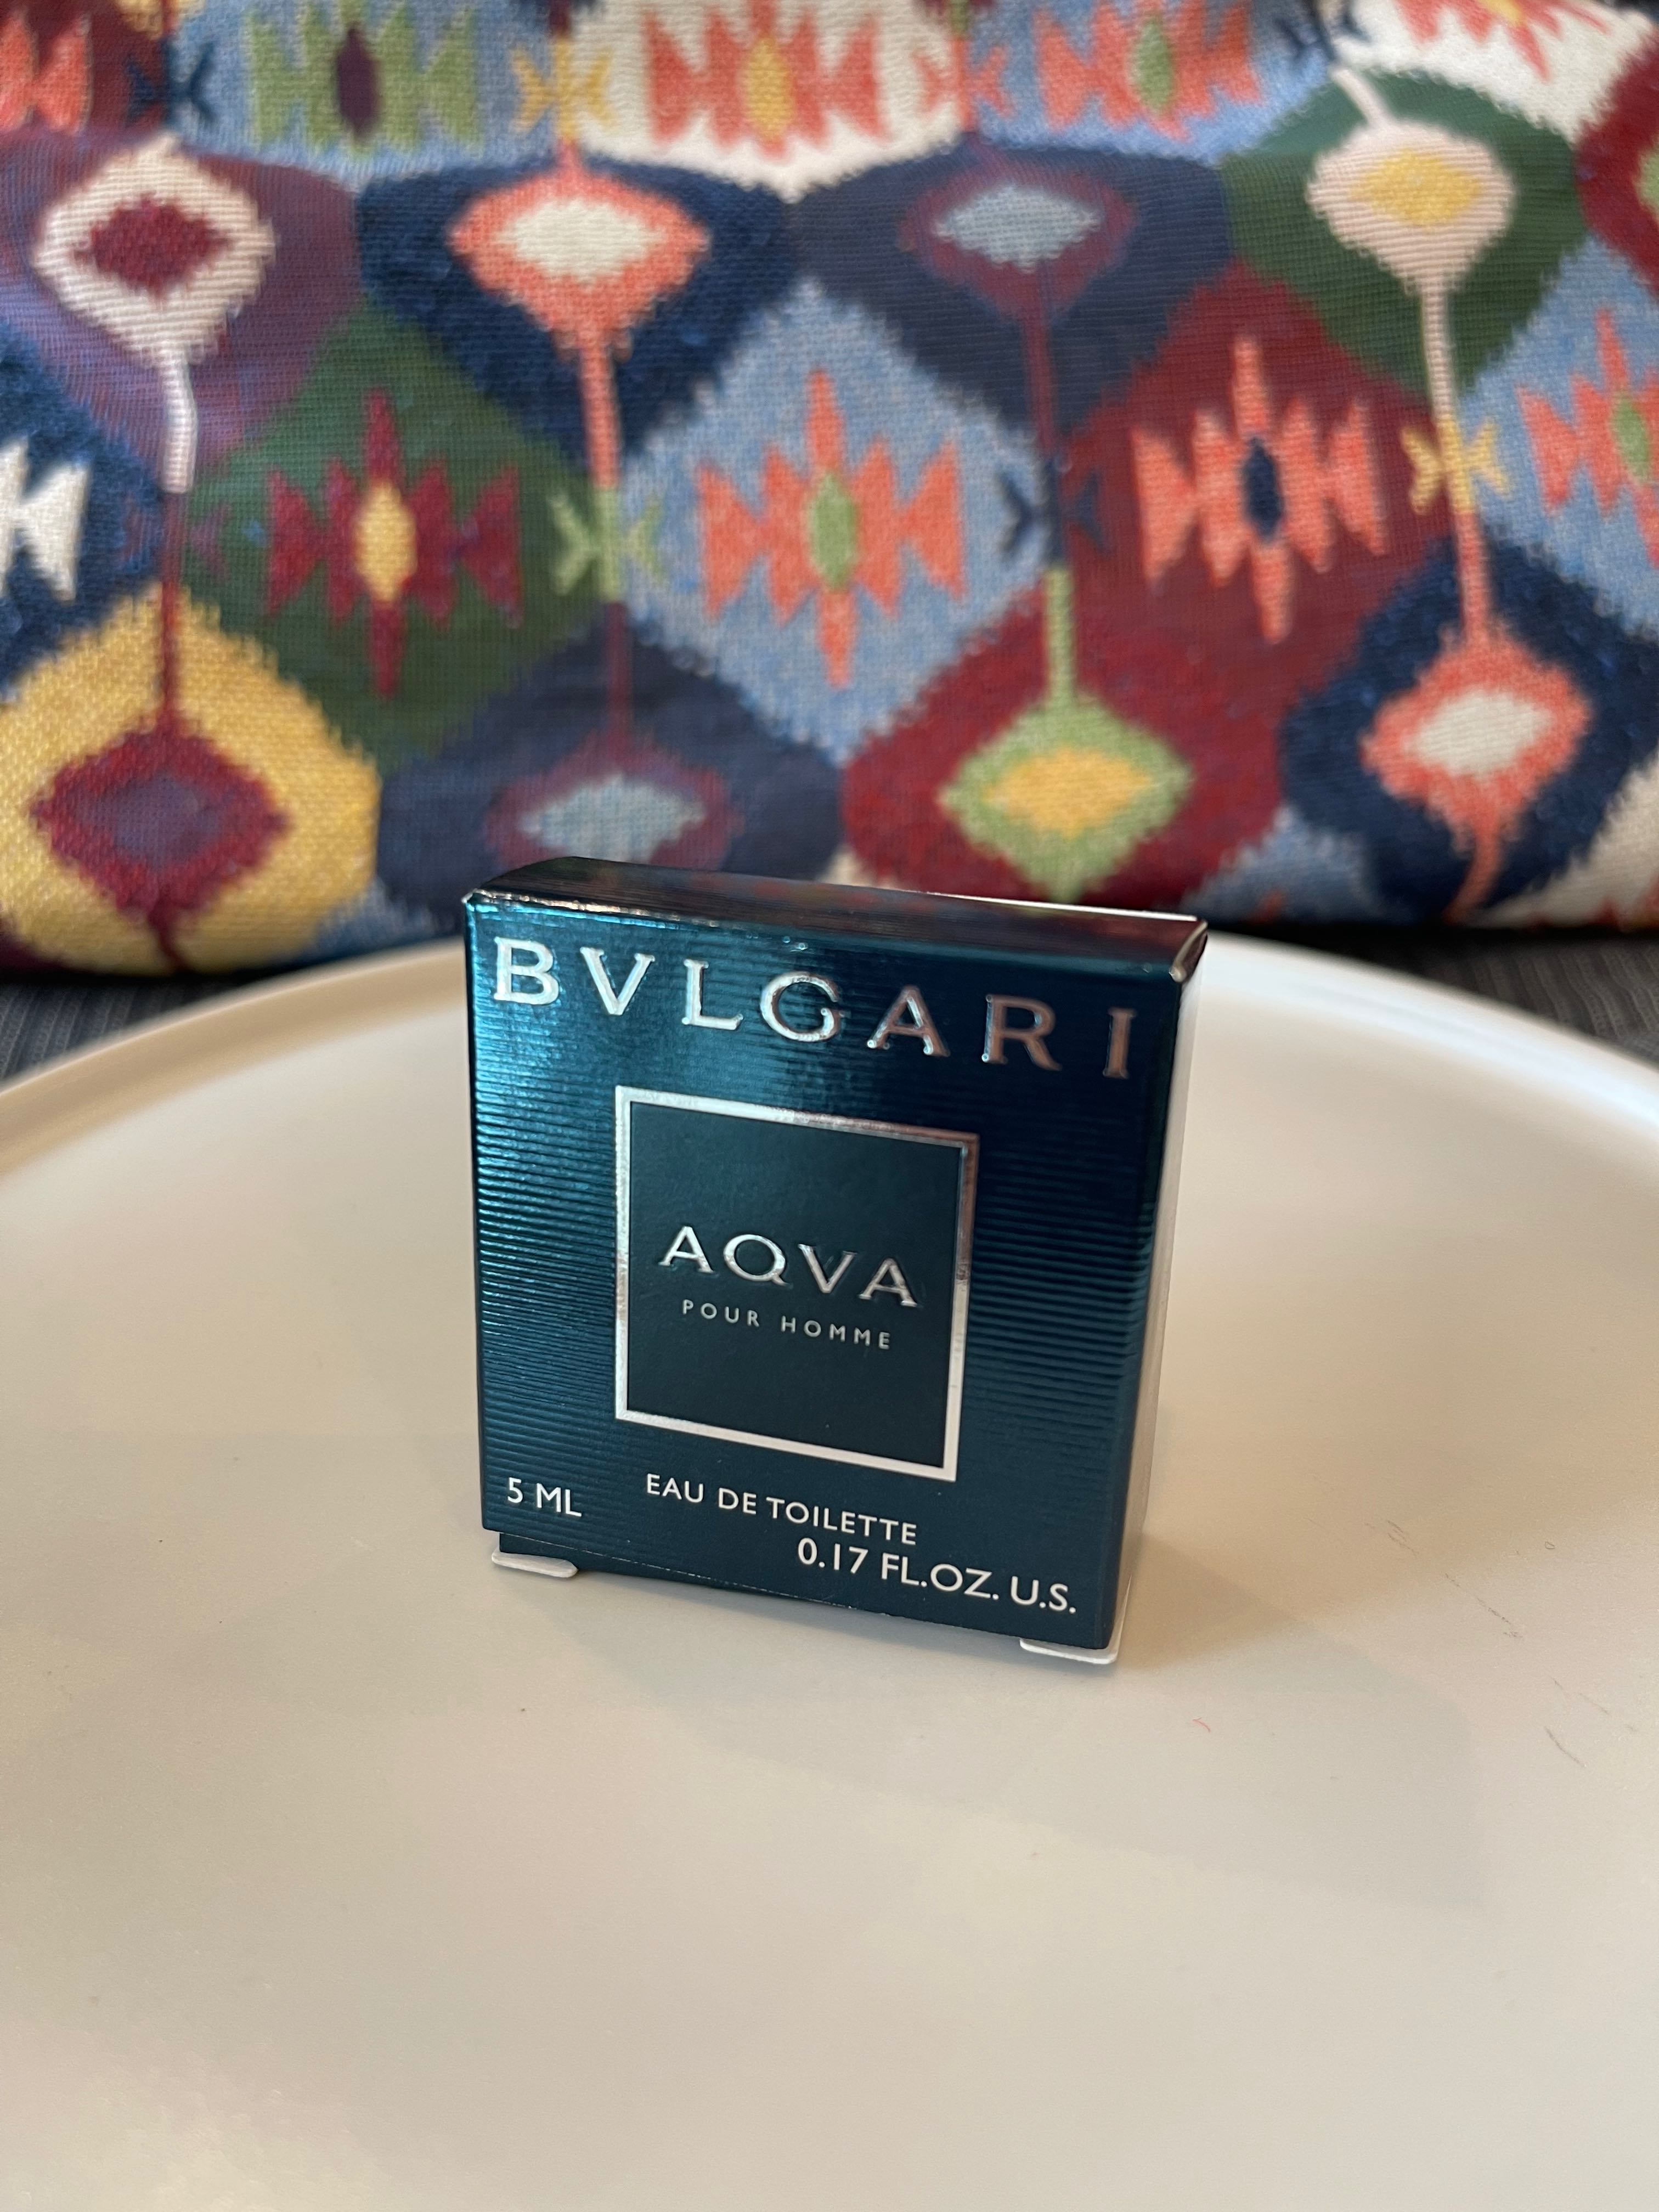 BVLGARI
AQVA
POUR HOMME
EAU DE TOILETTE
5 ML
0.17 FL.OZ. U.S.